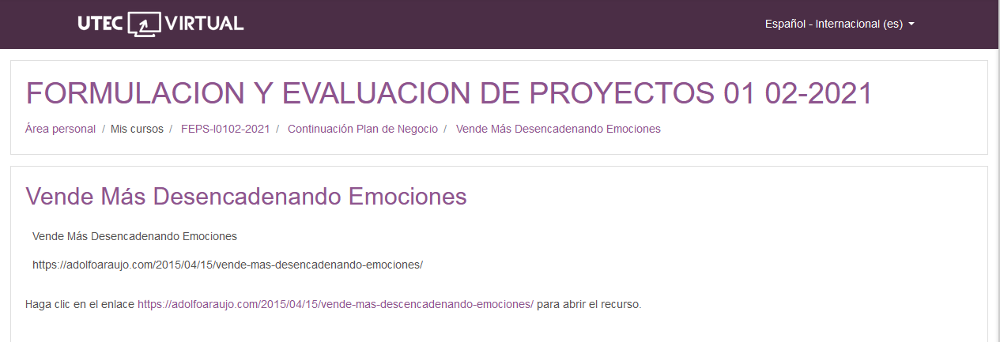 UTEC VIRTUAL
Español - Internacional (es)
FORMULACION Y EVALUACION DE PROYECTOS 01 02-2021
Área personal / Mis cursos / FEPS-I0102-2021 / Continuación Plan de Negocio / Vende Más Desencadenando Emociones
Vende Más Desencadenando Emociones
Vende Más Desencadenando Emociones
https://adolfoaraujo.com/2015/04/15/vende-mas-desencadenando-emociones/
Haga clic en el enlace https://adolfoaraujo.com/2015/04/15/vende-mas-descencadenando-emociones/ para abrir el recurso.